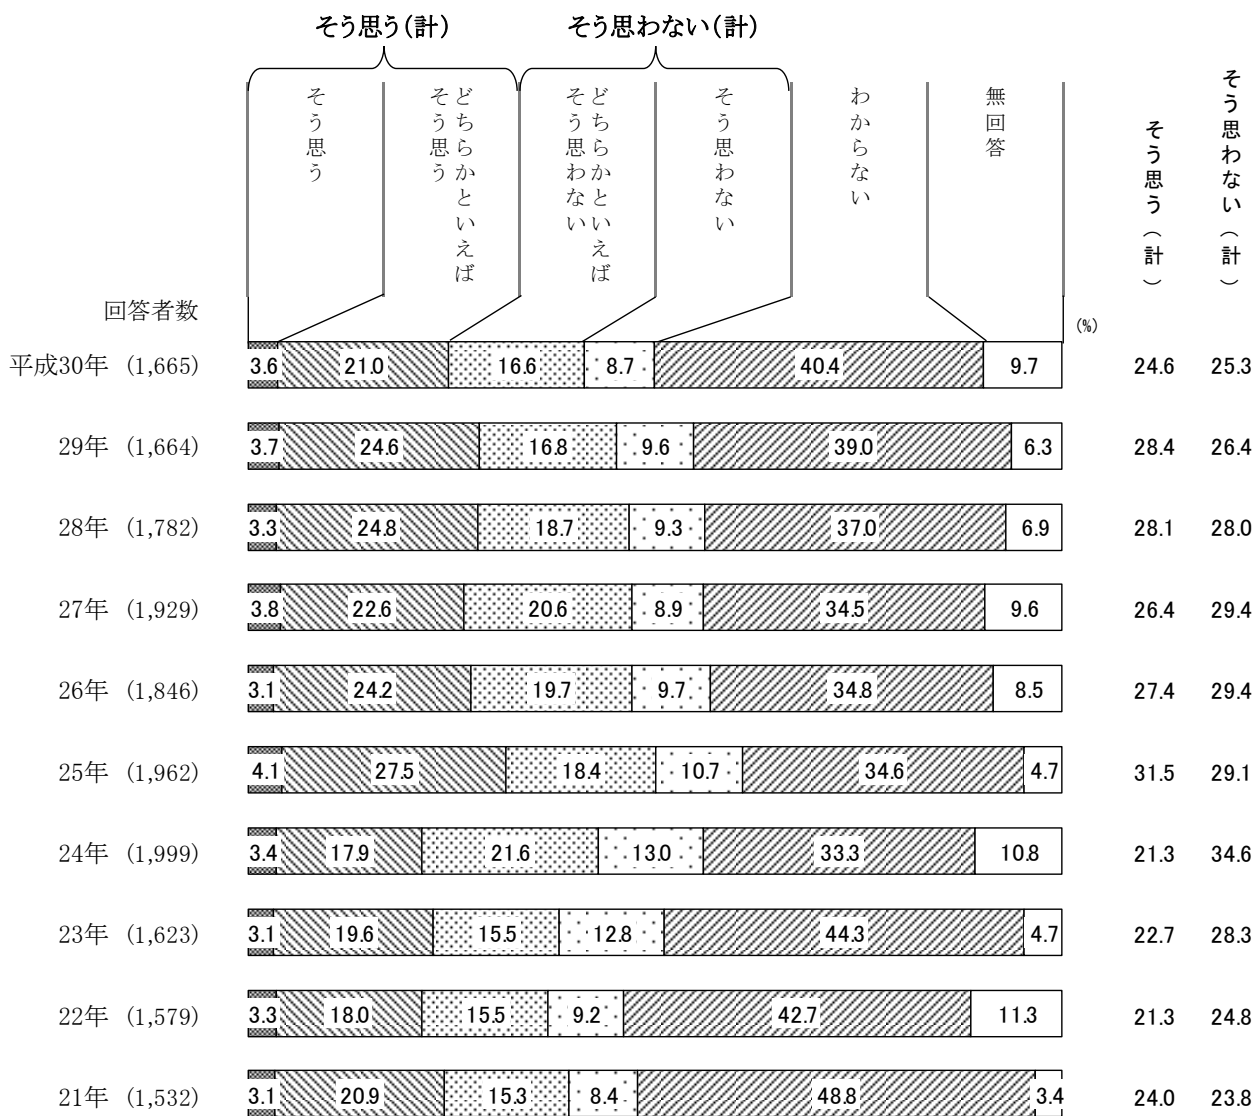 そう思う(計)
そう思わない(計)
そう思う
どちらかといえば
そう思う
どちらかといえば
そう思わない
そう思わない
わからない
無回答
そう思う(計)
そう思わない(計)
回答者数
(%)
平成30年 (1,665) 3.6 21.0 16.6 8.7 40.4 9.7 24.6 25.3
29年 (1,664) 3.7 24.6 16.8 9.6 39.0 6.3 28.4 26.4
28年 (1,782) 3.3 24.8 18.7 9.3 37.0 6.9 28.1 28.0
27年 (1,929) 3.8 22.6 20.6 8.9 34.5 9.6 26.4 29.4
26年 (1,846) 3.1 24.2 19.7 9.7 34.8 8.5 27.4 29.4
25年 (1,962) 4.1 27.5 18.4 10.7 34.6 4.7 31.5 29.1
24年 (1,999) 3.4 17.9 21.6 13.0 33.3 10.8 21.3 34.6
23年 (1,623) 3.1 19.6 15.5 12.8 44.3 4.7 22.7 28.3
22年 (1,579) 3.3 18.0 15.5 9.2 42.7 11.3 21.3 24.8
21年 (1,532) 3.1 20.9 15.3 8.4 48.8 3.4 24.0 23.8